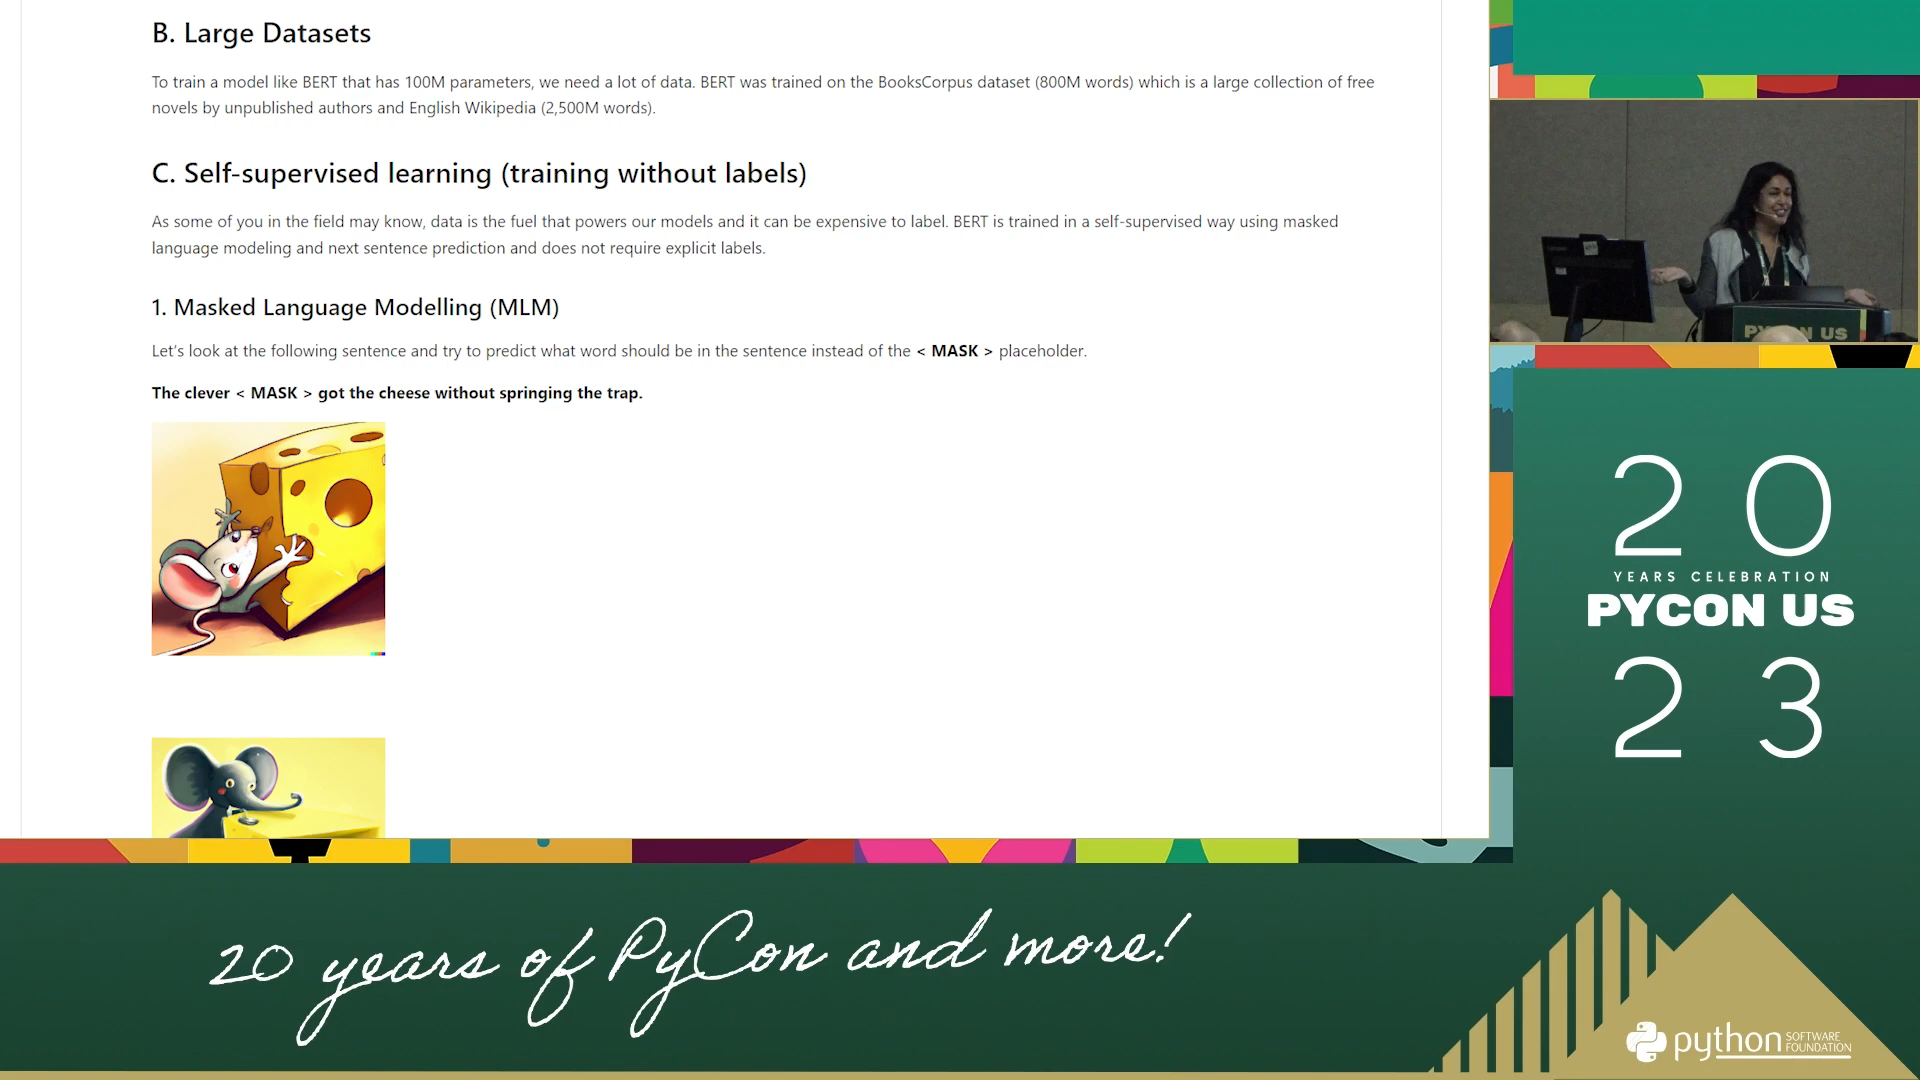 B. Large Datasets
To train a model like BERT that has 100M parameters, we need a lot of data. BERT was trained on the BooksCorpus dataset (800M words) which is a large collection of free
novels by unpublished authors and English Wikipedia (2,500M words).
C. Self-supervised learning (training without labels)
As some of you in the field may know, data is the fuel that powers our models and it can be expensive to label. BERT is trained in a self-supervised way using masked
language modeling and next sentence prediction and does not require explicit labels.
1. Masked Language Modelling (MLM)
Let's look at the following sentence and try to predict what word should be in the sentence instead of the < MASK > placeholder.
The clever < MASK > got the cheese without springing the trap.
20
YEARS CELEBRATION
PYCON US
23
20 years of PyCon and more!
python SOFTWARE
FOUNDATION